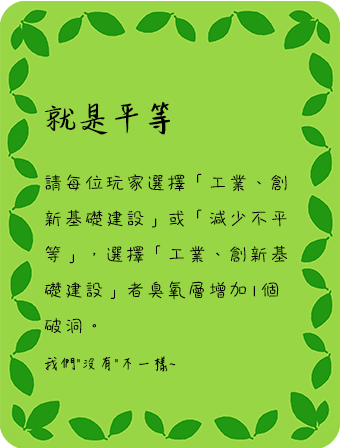 就是平等
請每位玩家選擇「工業、創
新基礎建設」或「減少不平
等」，選擇「工業、創新基
礎建設」者臭氧層增加1個
破洞。
我們"沒有"不一樣~